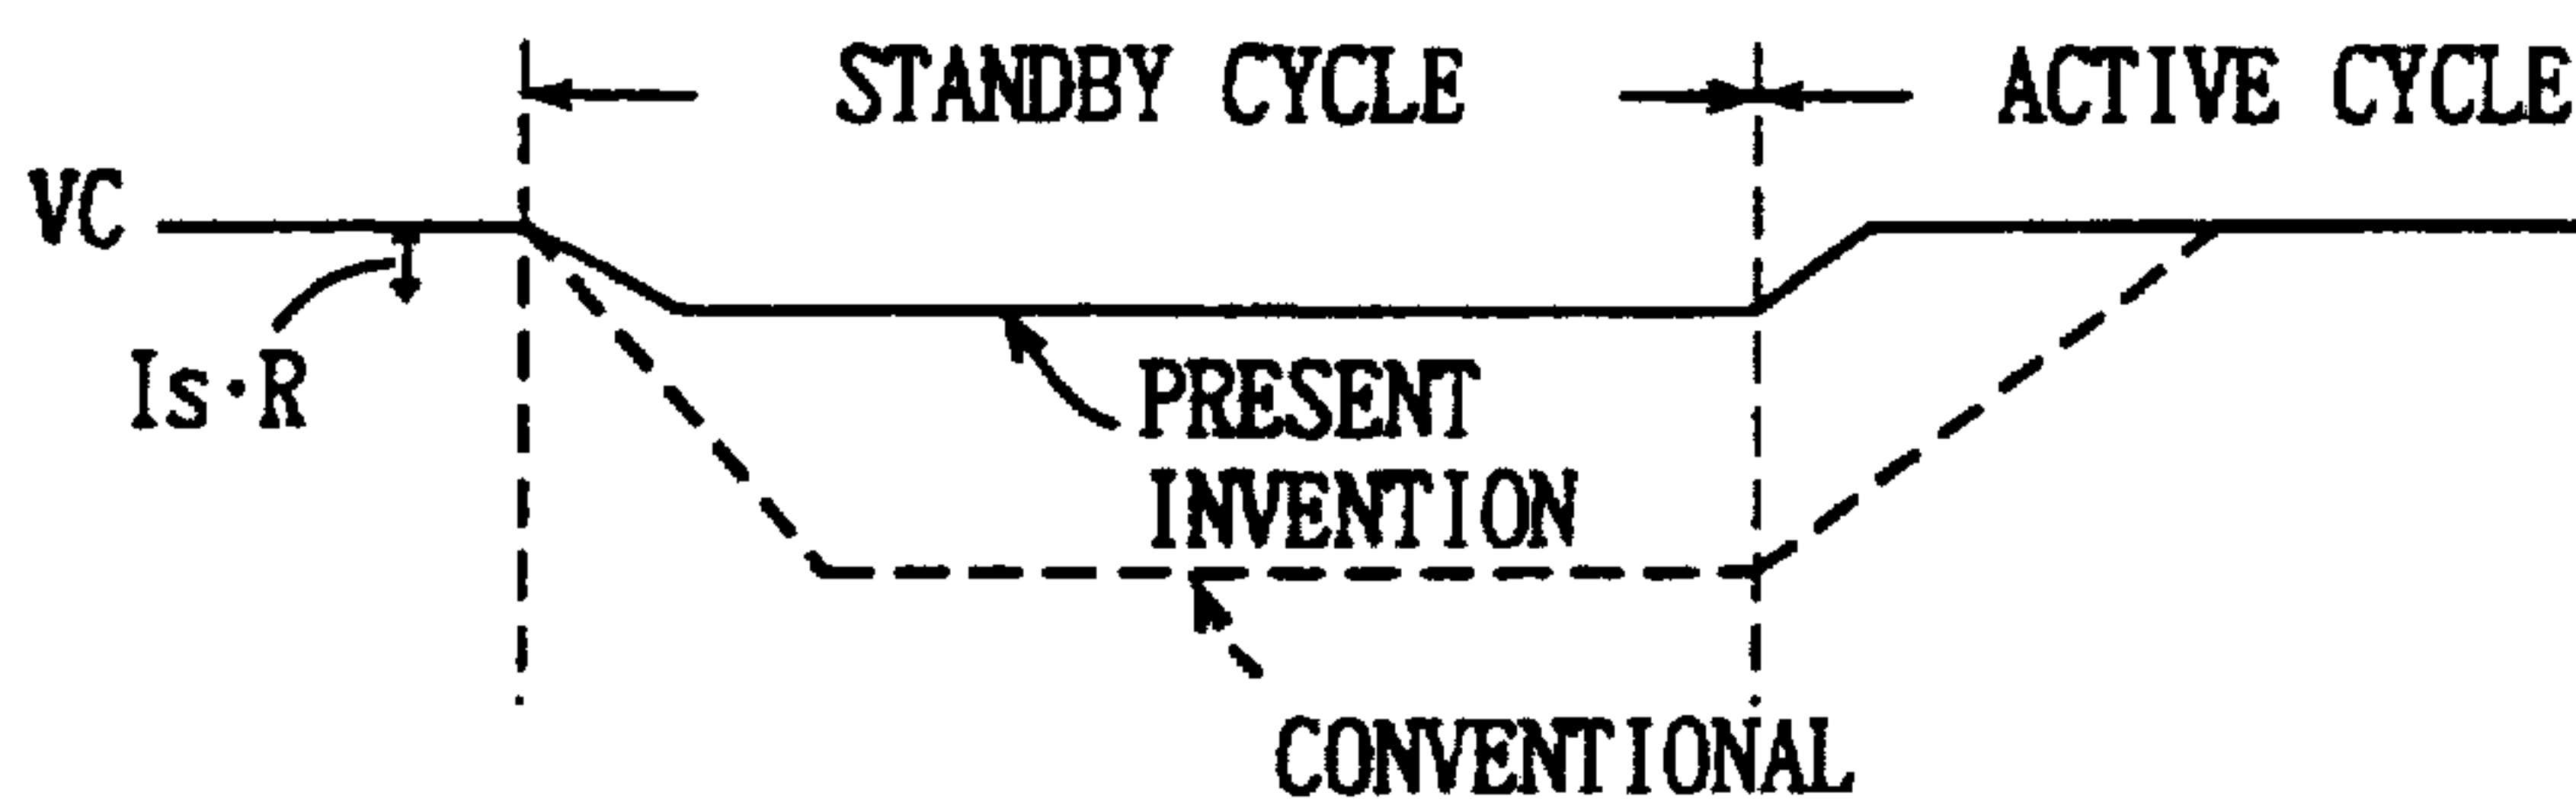 STANDBY CYCLE
ACTIVE CYCLE
VC
Is·R
PRESENT
INVENTION
CONVENTIONAL